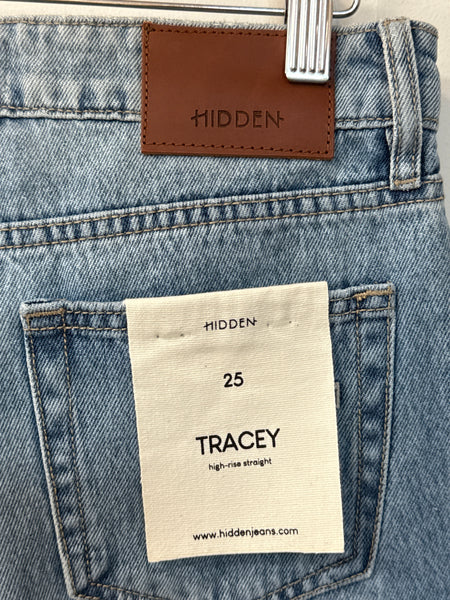 HIDDEN
HIDDEN
25
TRACEY
high-rise straight
www.hiddenjeans.com